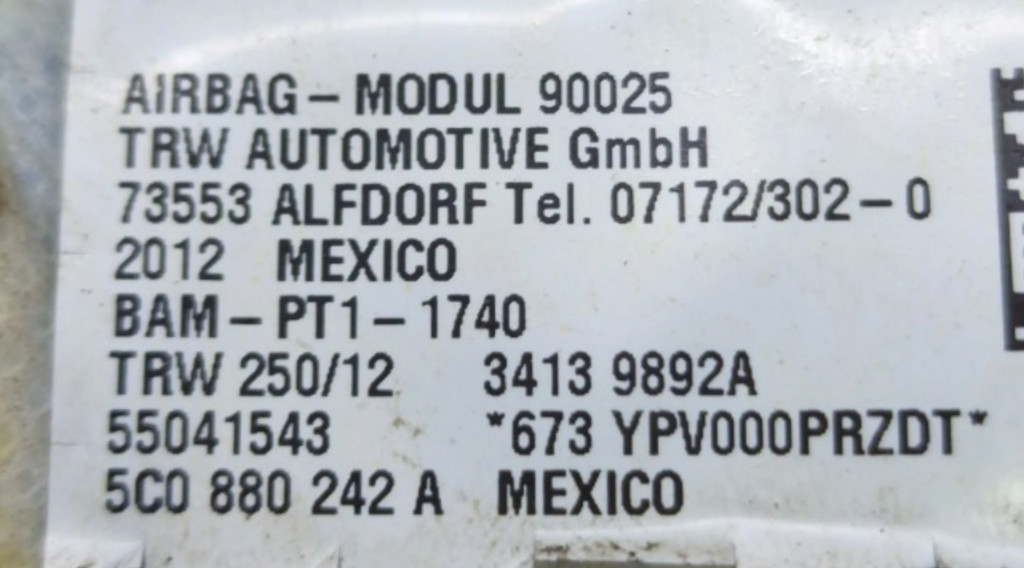 AIRBAG – MODUL 90025
TRW AUTOMOTIVE GmbH
73553 ALFDORF Tel. 07172/302 – 0
2012 MEXICO
BAM – PT1 – 1740
TRW 250/12 3413 9892A
55041543 *673 YPV000PRZDT*
5C0 880 242 A MEXICO